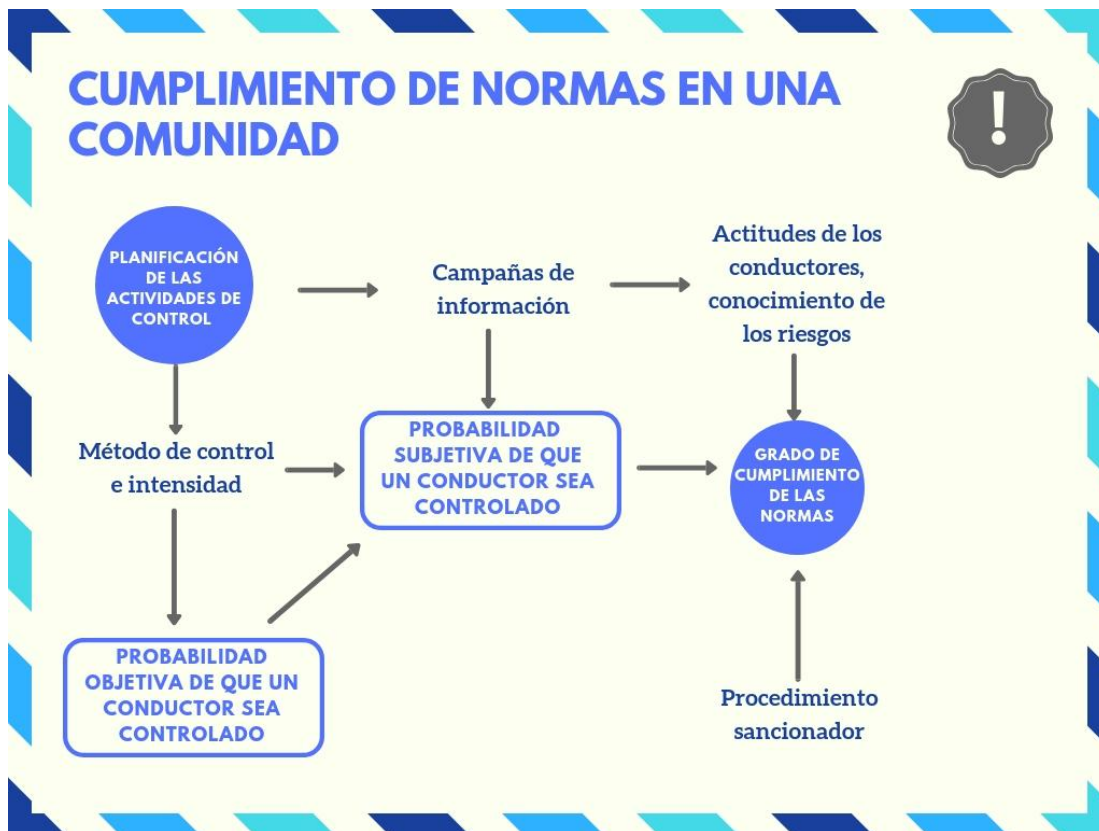 CUMPLIMIENTO DE NORMAS EN UNA
COMUNIDAD
!
PLANIFICACIÓN
DE LAS
ACTIVIDADES DE
CONTROL
Campañas de
información
Actitudes de los
conductores,
conocimiento de
los riesgos
Método de control
e intensidad
PROBABILIDAD
SUBJETIVA DE QUE
UN CONDUCTOR SEA
CONTROLADO
GRADO DE
CUMPLIMIENTO
DE LAS
NORMAS
PROBABILIDAD
OBJETIVA DE QUE UN
CONDUCTOR SEA
CONTROLADO
Procedimiento
sancionador